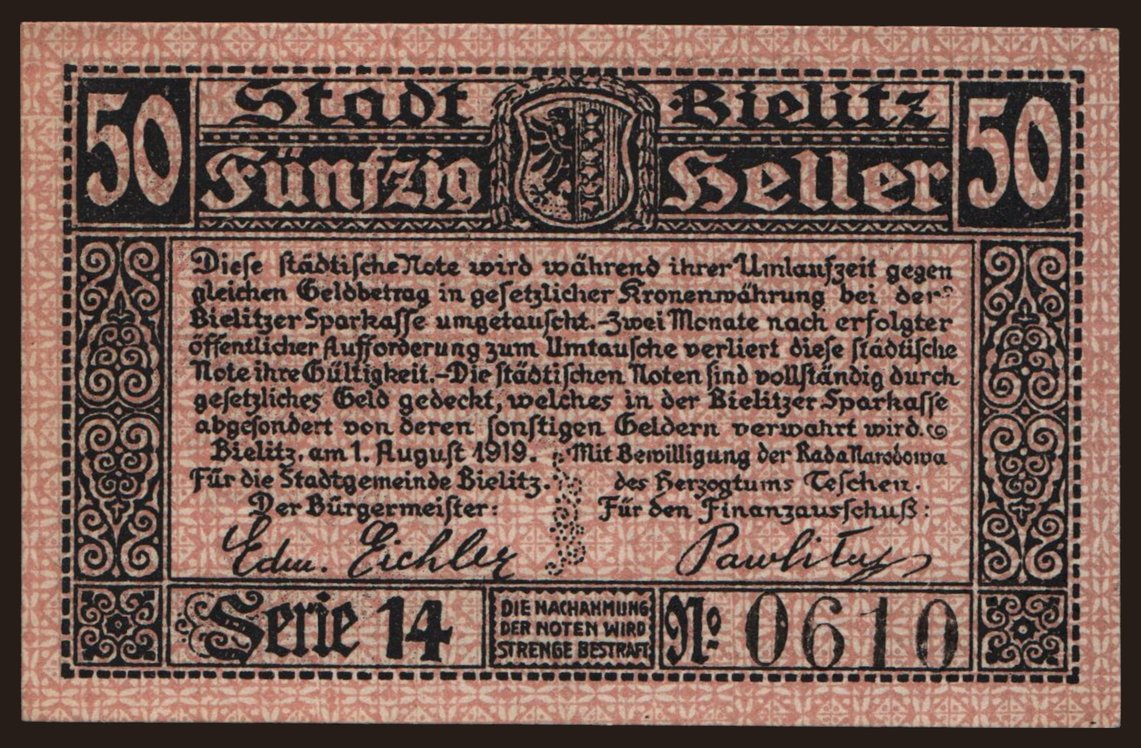 50 Stadt Bielitz 50
Fünfzig Heller
Diese städtische Note wird während ihrer Umlaufzeit gegen
gleichen Geldbetrag in gesetzlicher Kronenwährung bei der
Bielitzer Sparkasse umgetauscht.-Zwei Monate nach erfolgter
öffentlicher Aufforderung zum Umtausche verliert diese städtische
Note ihre Gültigkeit.-Die städtischen Noten sind vollständig durch
gesetzliches Geld gedeckt, welches in der Bielitzer Sparkasse
abgesondert von deren sonstigen Geldern verwahrt wird.
Bielitz, am 1. August 1919.
Für die Stadtgemeinde Bielitz.
Der Bürgermeister:
Edm. Eichler
Mit Bewilligung der Rada Narodowa
des Herzogtums Teschen.
Für den Finanzausschuß:
Serie 14
DIE NACHAHMUNG
DER NOTEN WIRD
STRENGE BESTRAFT
No 0610